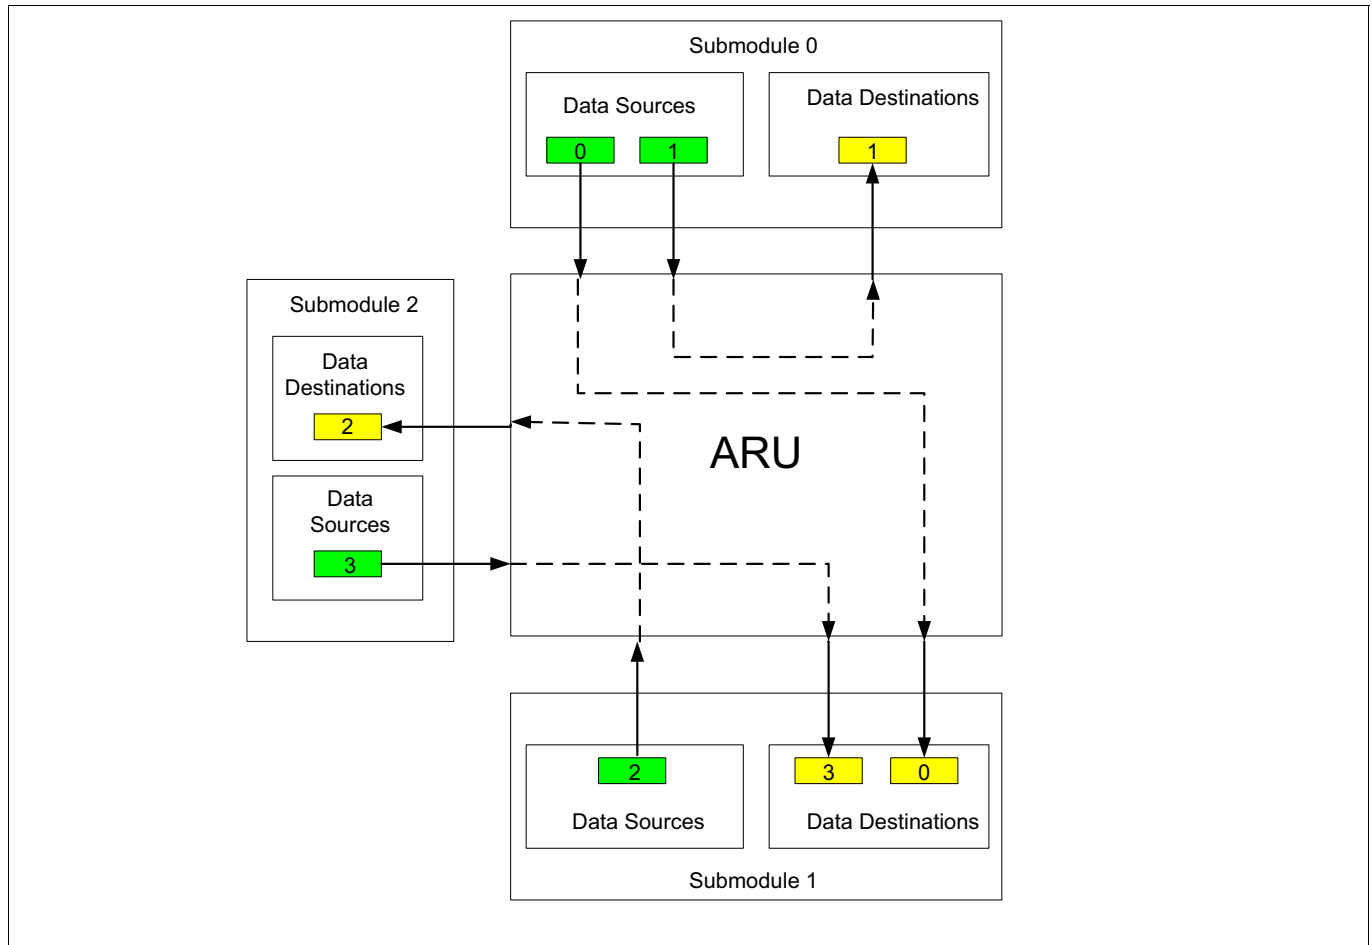 Submodule 0
Data Sources
Data Destinations
0
1
1
Submodule 2
Data
Destinations
2
Data
Sources
3
ARU
2
3
0
Data Sources
Data Destinations
Submodule 1